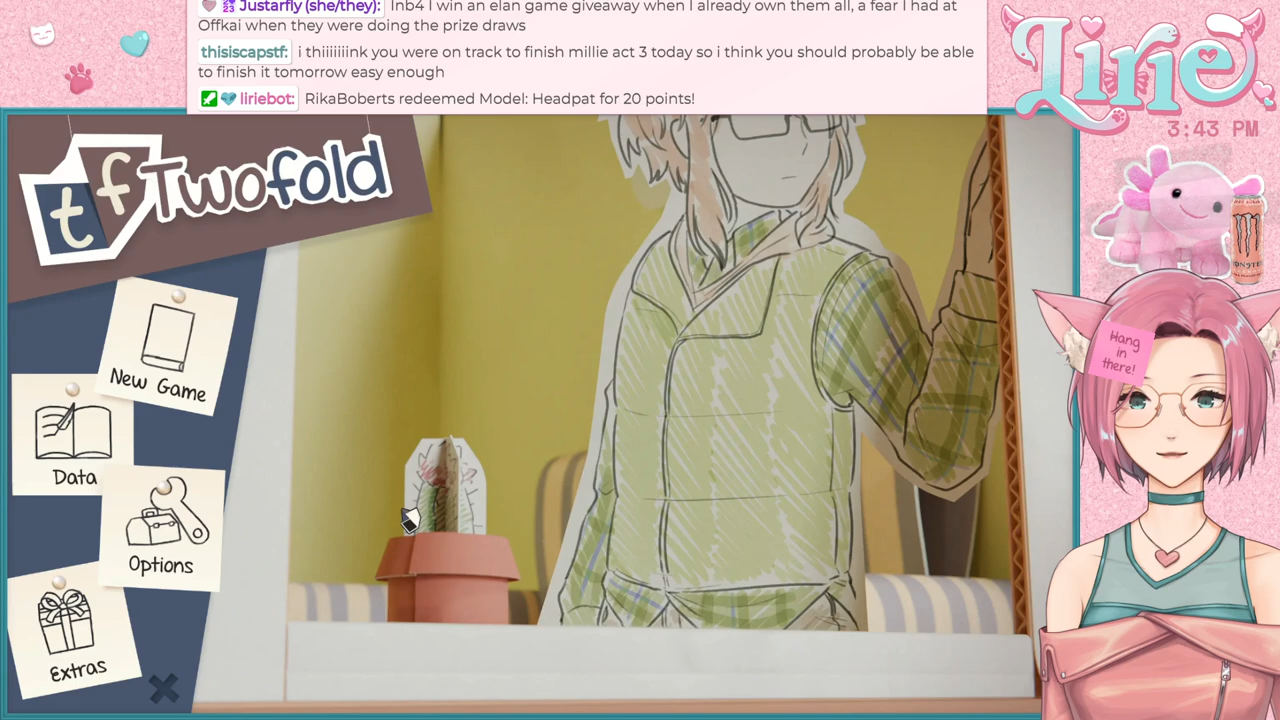 Justarfly (she/they): Inb4 I win an elan game giveaway when I already own them all, a fear I had at
Offkai when they were doing the prize draws
thisiscapstf: i thiiiiiiink you were on track to finish millie act 3 today so i think you should probably be able
to finish it tomorrow easy enough
liriebot: RikaBoberts redeemed Model: Headpat for 20 points!
Lirie
3:43 PM
tf Twofold
New Game
Data
Options
Extras
Hang
in
there!